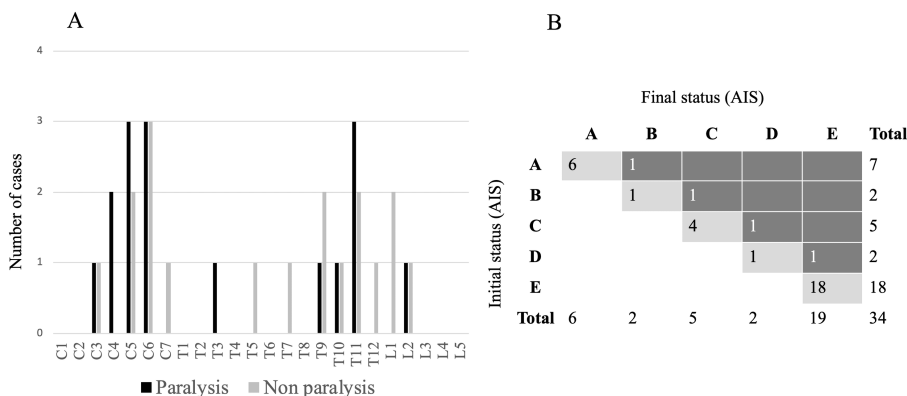 A
4
3
2
1
0
Number of cases
C1 C2 C3 C4 C5 C6 C7 T1 T2 T3 T4 T5 T6 T7 T8 T9 T10 T11 T12 L1 L2 L3 L4 L5
Paralysis Non paralysis
B
Final status (AIS)
A B C D E Total
Initial status (AIS)
A 6 1 7
B 1 1 2
C 4 1 5
D 1 1 2
E 18 18
Total 6 2 5 2 19 34